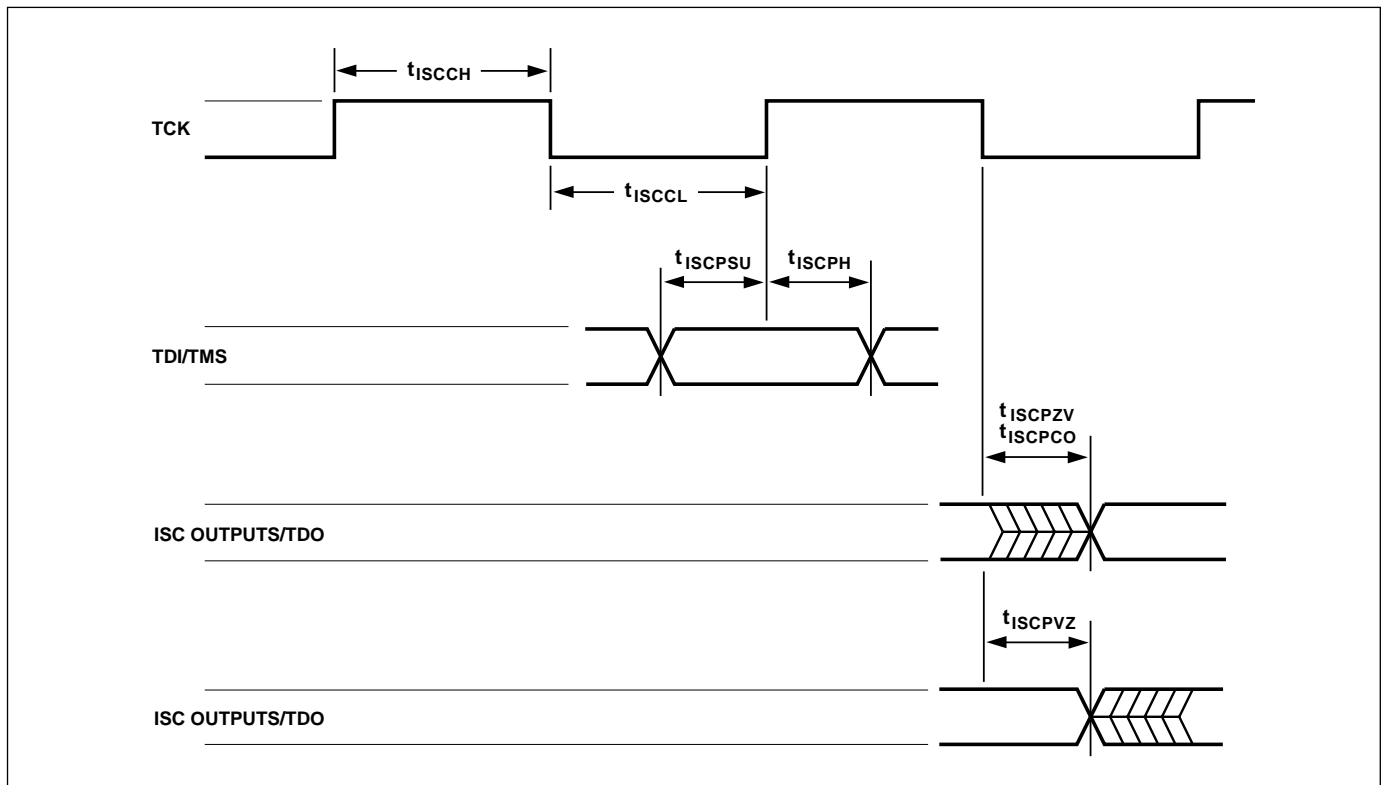 tISCCH
TCK
tISCCL
tISCPSU
tISCPH
TDI/TMS
tISCPZV
tISCPCO
ISC OUTPUTS/TDO
tISCPVZ
ISC OUTPUTS/TDO